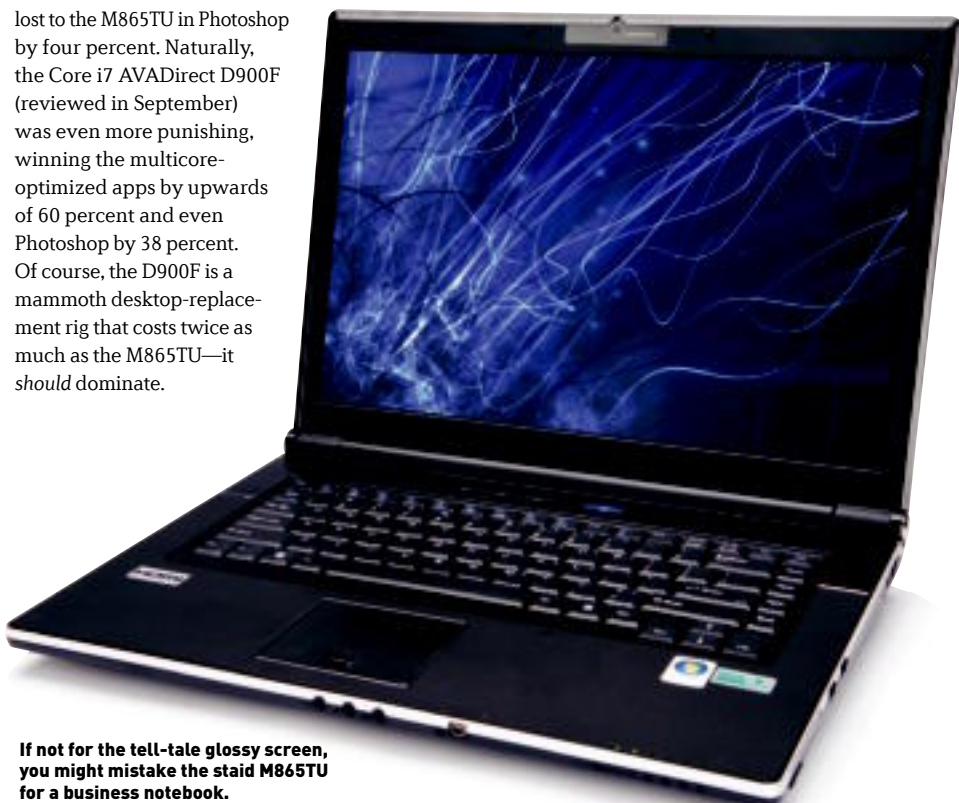 lost to the M865TU in Photoshop
by four percent. Naturally,
the Core i7 AVADirect D900F
(reviewed in September)
was even more punishing,
winning the multicore-
optimized apps by upwards
of 60 percent and even
Photoshop by 38 percent.
Of course, the D900F is a
mammoth desktop-replace-
ment rig that costs twice as
much as the M865TU—it
should dominate.
If not for the tell-tale glossy screen,
you might mistake the staid M865TU
for a business notebook.